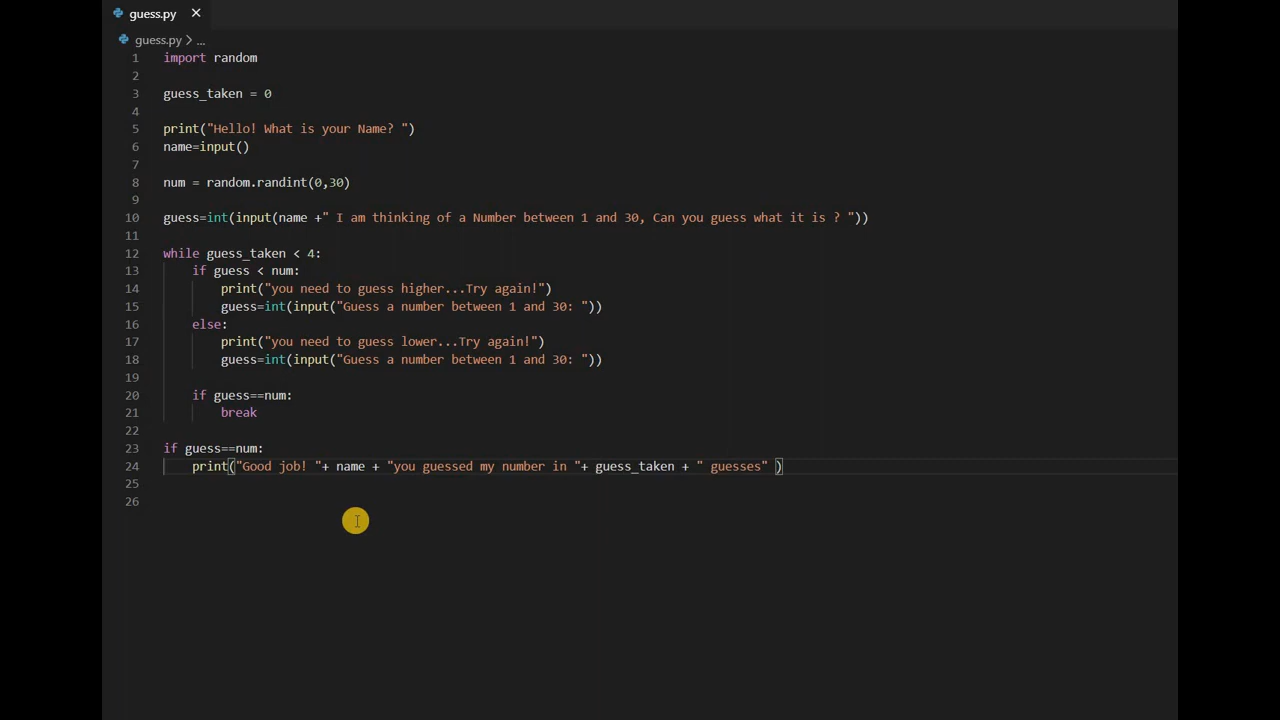 guess.py ×
guess.py > ...
1 import random
2
3 guess_taken = 0
4
5 print("Hello! What is your Name? ")
6 name=input()
7
8 num = random.randint(0,30)
9
10 guess=int(input(name +" I am thinking of a Number between 1 and 30, Can you guess what it is ? "))
11
12 while guess_taken < 4:
13     if guess < num:
14         print("you need to guess higher...Try again!")
15         guess=int(input("Guess a number between 1 and 30: "))
16     else:
17         print("you need to guess lower...Try again!")
18         guess=int(input("Guess a number between 1 and 30: "))
19
20     if guess==num:
21         break
22
23 if guess==num:
24     print("Good job! "+ name + "you guessed my number in "+ guess_taken + " guesses" )
25
26